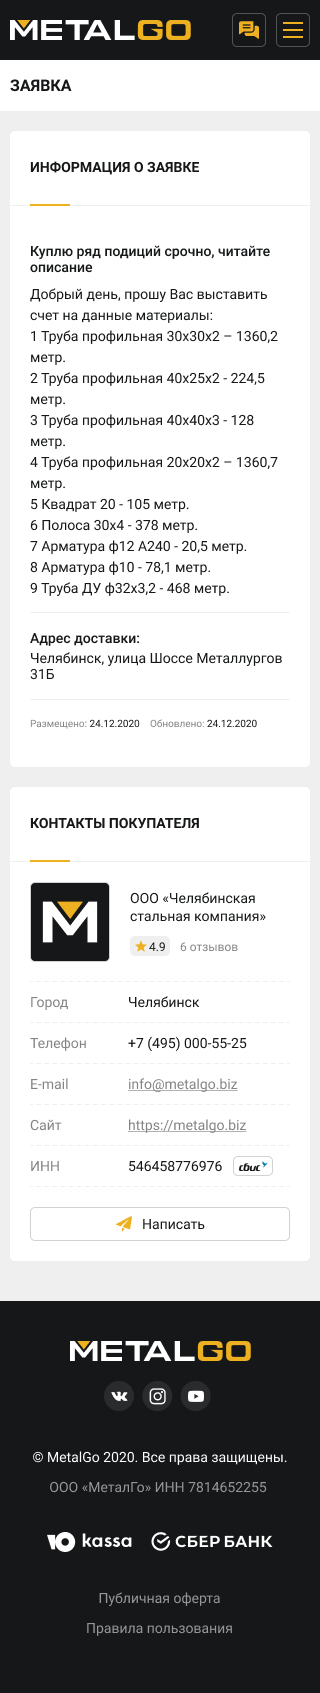 METALGO
ЗАЯВКА
ИНФОРМАЦИЯ О ЗАЯВКЕ
Куплю ряд подиций срочно, читайте
описание
Добрый день, прошу Вас выставить
счет на данные материалы:
1 Труба профильная 30х30х2 – 1360,2
метр.
2 Труба профильная 40х25х2 - 224,5
метр.
3 Труба профильная 40х40х3 - 128
метр.
4 Труба профильная 20х20х2 – 1360,7
метр.
5 Квадрат 20 - 105 метр.
6 Полоса 30х4 - 378 метр.
7 Арматура ф12 А240 - 20,5 метр.
8 Арматура ф10 - 78,1 метр.
9 Труба ДУ ф32х3,2 - 468 метр.
Адрес доставки:
Челябинск, улица Шоссе Металлургов
31Б
Размещено: 24.12.2020 Обновлено: 24.12.2020
КОНТАКТЫ ПОКУПАТЕЛЯ
M
ООО «Челябинская
стальная компания»
4.9 6 отзывов
Город Челябинск
Телефон +7 (495) 000-55-25
E-mail info@metalgo.biz
Сайт https://metalgo.biz
ИНН 546458776976 сбис
Написать
METALGO
© MetalGo 2020. Все права защищены.
ООО «МеталГо» ИНН 7814652255
Ю kassa СБЕР БАНК
Публичная оферта
Правила пользования